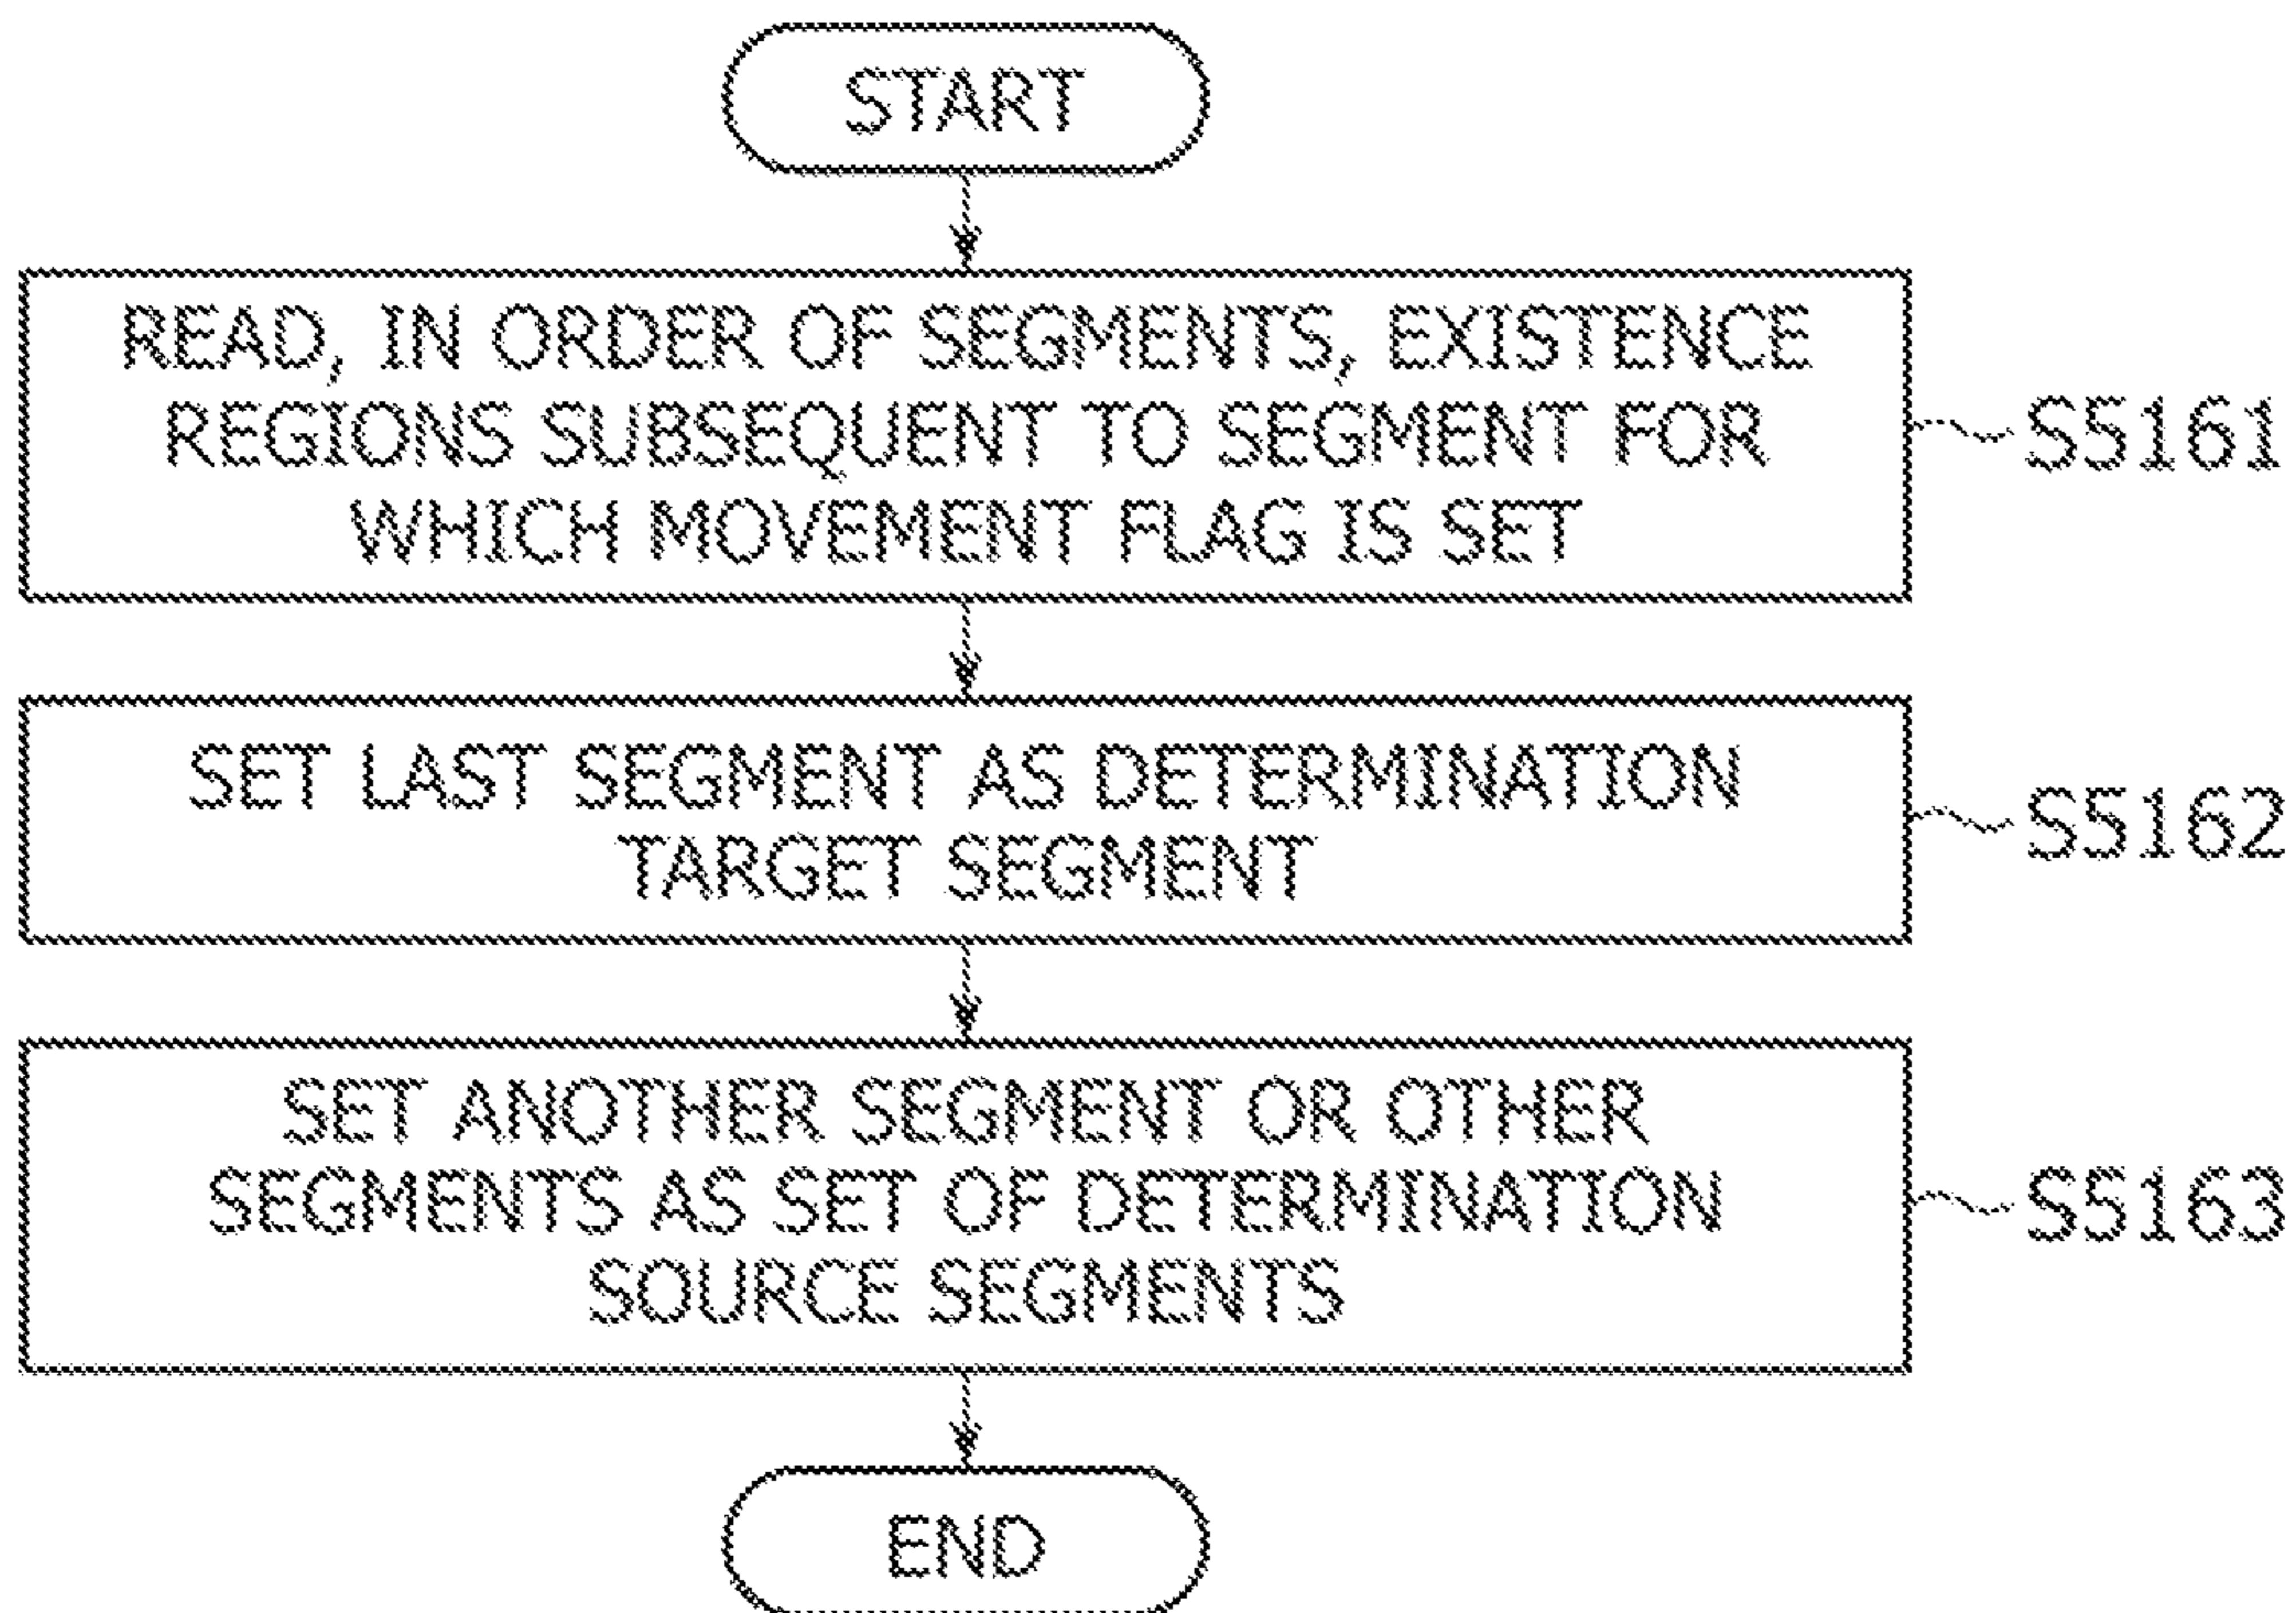 START
READ, IN ORDER OF SEGMENTS, EXISTENCE
REGIONS SUBSEQUENT TO SEGMENT FOR
WHICH MOVEMENT FLAG IS SET
S5161
SET LAST SEGMENT AS DETERMINATION
TARGET SEGMENT
S5162
SET ANOTHER SEGMENT OR OTHER
SEGMENTS AS SET OF DETERMINATION
SOURCE SEGMENTS
S5163
END